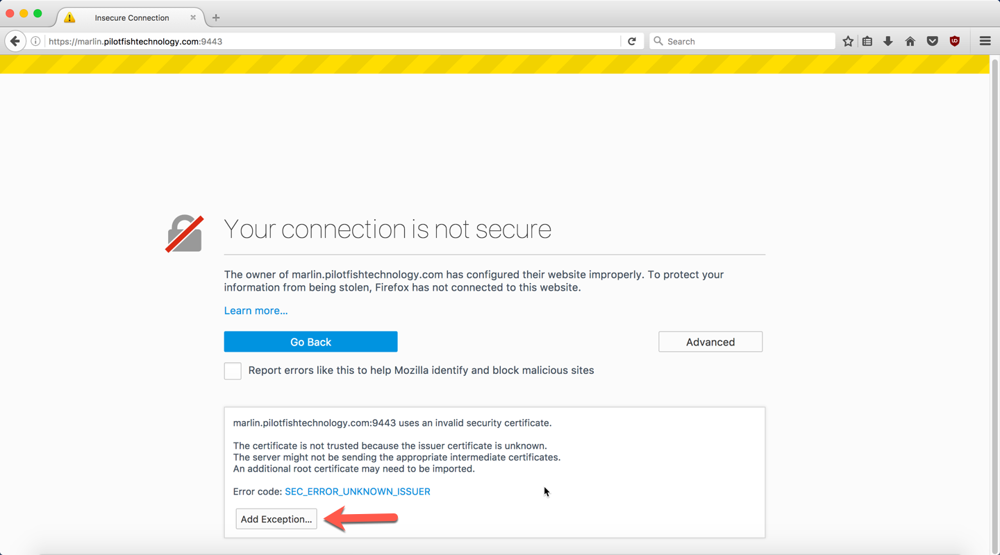 Insecure Connection
https://marlin.pilotfishtechnology.com:9443
Search
Your connection is not secure
The owner of marlin.pilotfishtechnology.com has configured their website improperly. To protect your
information from being stolen, Firefox has not connected to this website.
Learn more...
Go Back
Advanced
Report errors like this to help Mozilla identify and block malicious sites
marlin.pilotfishtechnology.com:9443 uses an invalid security certificate.
The certificate is not trusted because the issuer certificate is unknown.
The server might not be sending the appropriate intermediate certificates.
An additional root certificate may need to be imported.
Error code: SEC_ERROR_UNKNOWN_ISSUER
Add Exception...